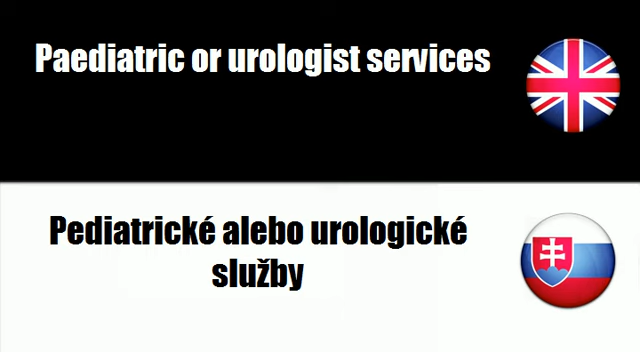 Paediatric or urologist services
Pediatrické alebo urologické
služby